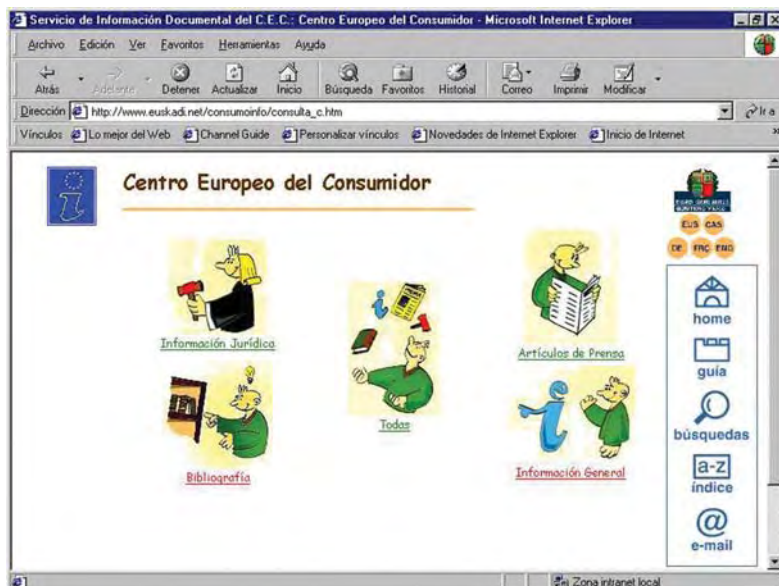 Servicio de Información Documental del C.E.C.: Centro Europeo del Consumidor - Microsoft Internet Explorer
Archivo Edición Ver Favoritos Herramientas Ayuda
Atrás Adelante Detener Actualizar Inicio Búsqueda Favoritos Historial Correo Imprimir Modificar
Dirección http://www.euskadi.net/consumoinfo/consulta_c.htm Ir a
Vínculos Lo mejor del Web Channel Guide Personalizar vínculos Novedades de Internet Explorer Inicio de Internet
Centro Europeo del Consumidor
EUS CAS
DE FRÇ ENG
Información Jurídica
Artículos de Prensa
Todas
Bibliografía
Información General
home
guía
búsquedas
a-z
índice
@
e-mail
Zona intranet local